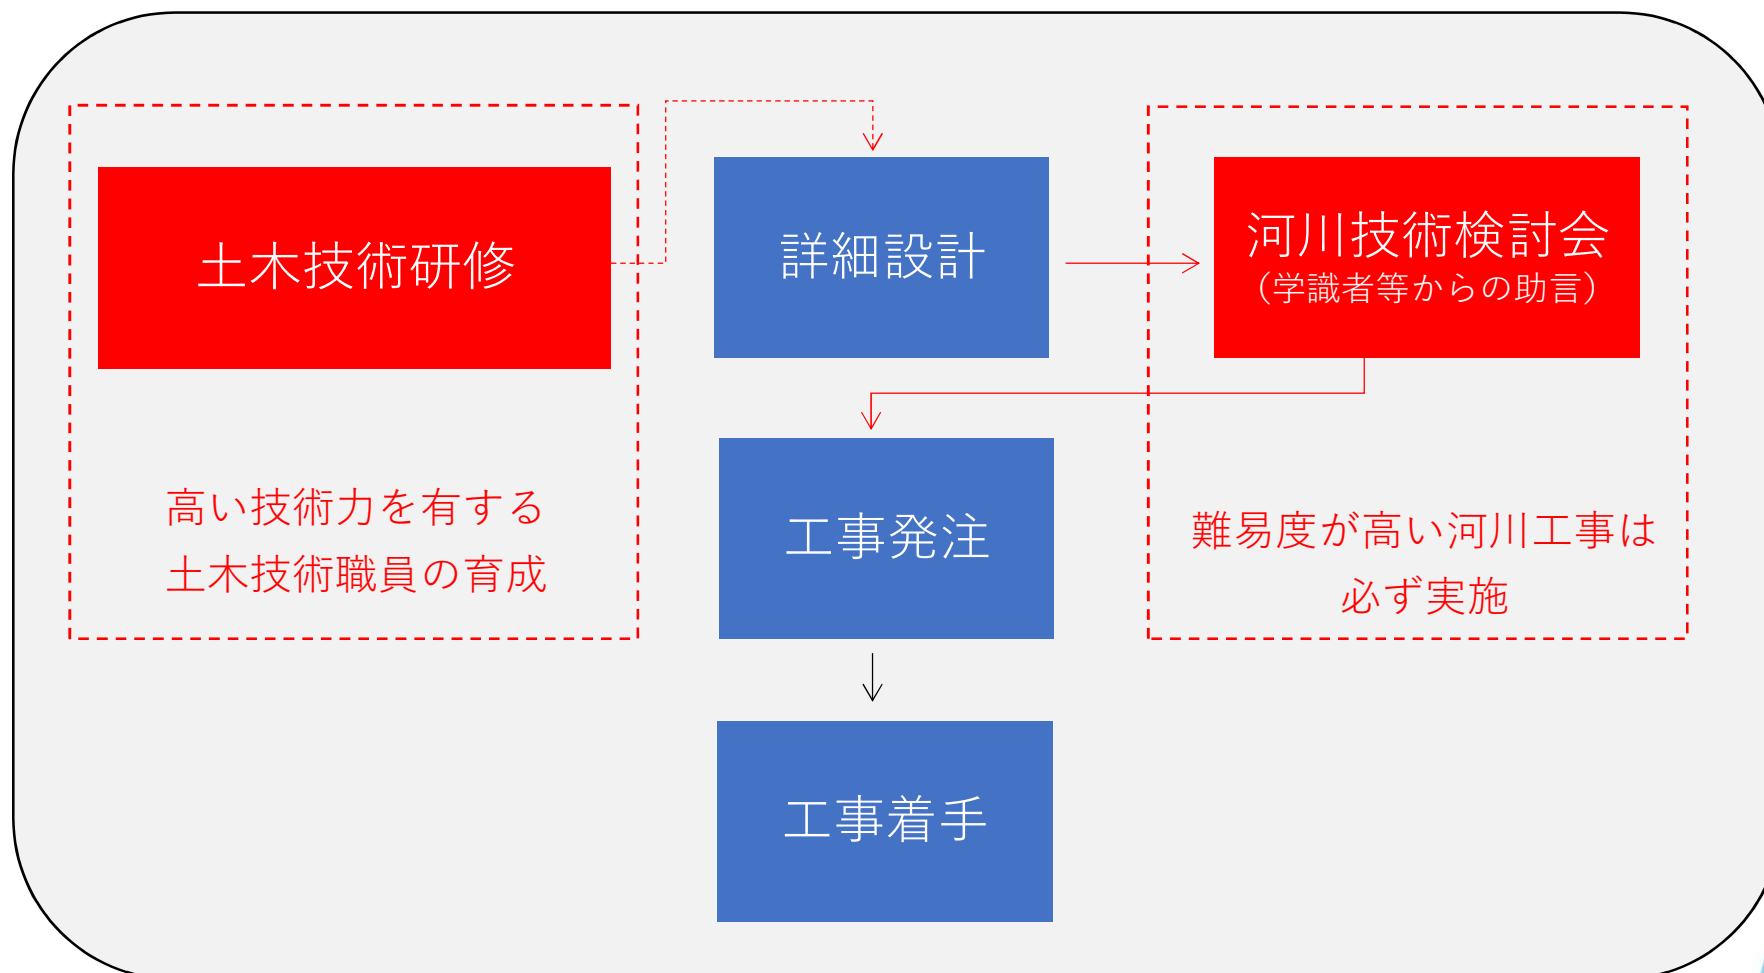 土木技術研修
高い技術力を有する
土木技術職員の育成
詳細設計
河川技術検討会
（学識者等からの助言）
難易度が高い河川工事は
必ず実施
工事発注
工事着手